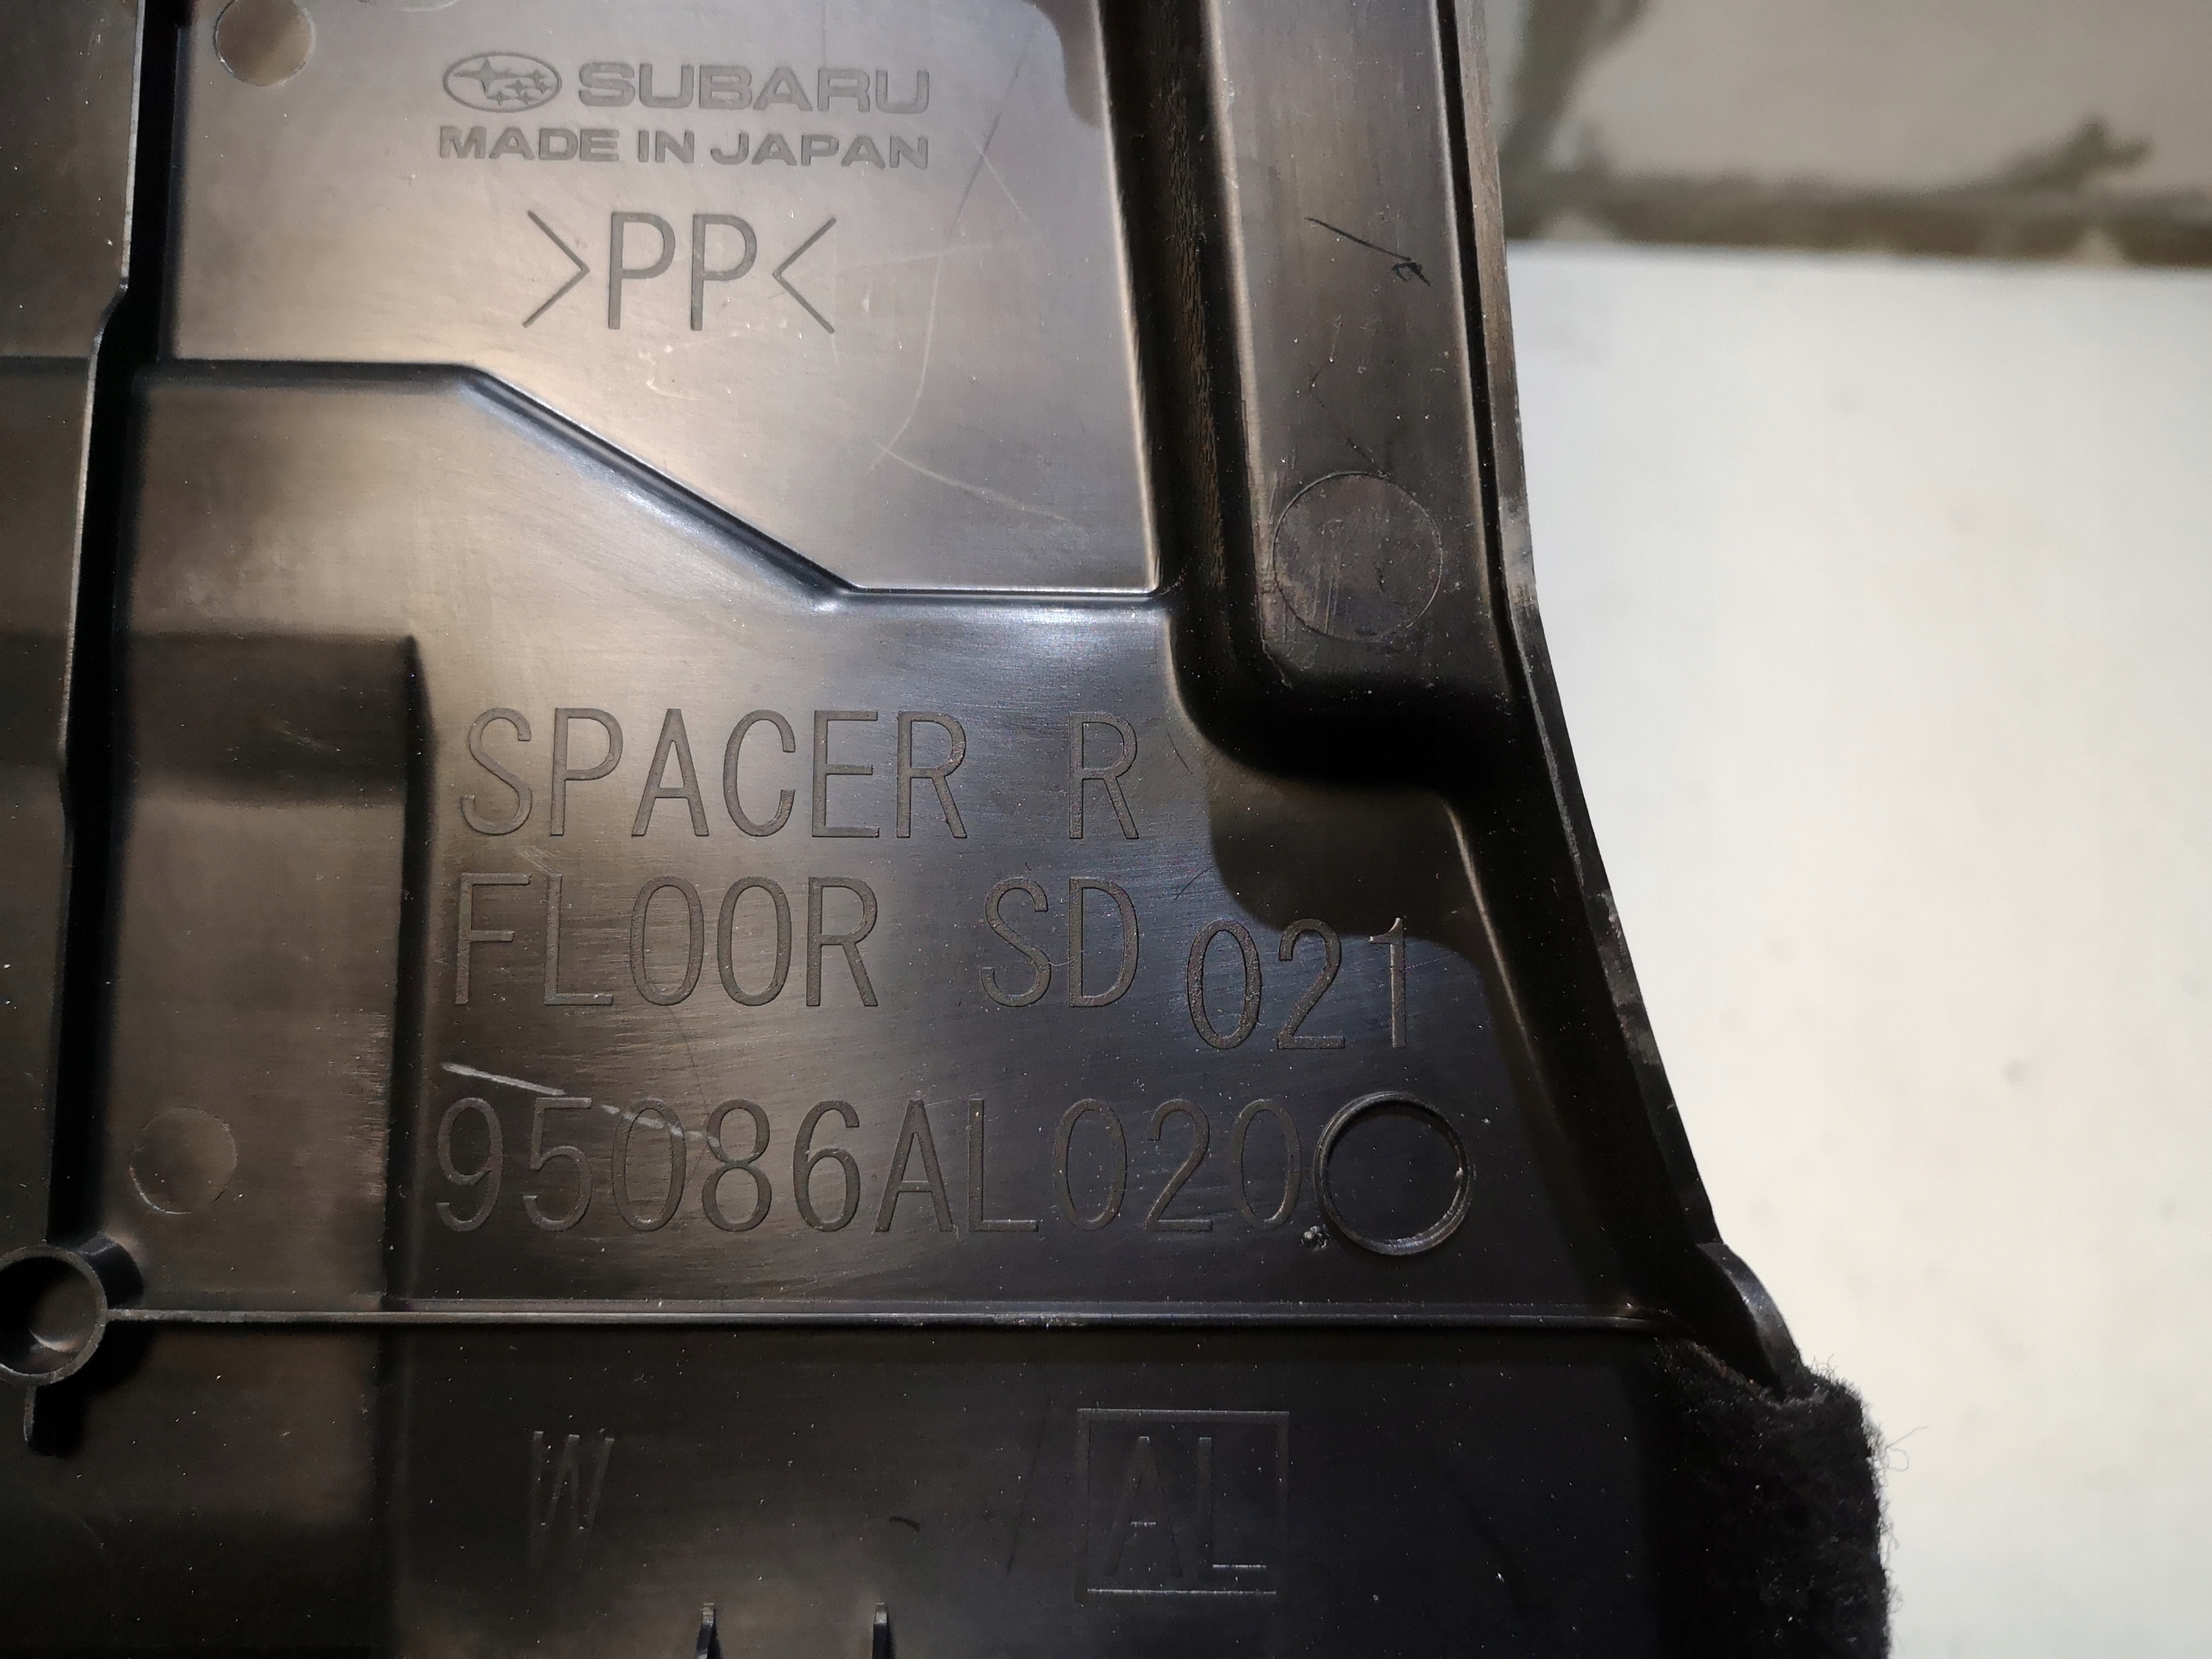 SUBARU
MADE IN JAPAN
>PP<
SPACER R
FLOOR SD 021
95086AL020
W AL